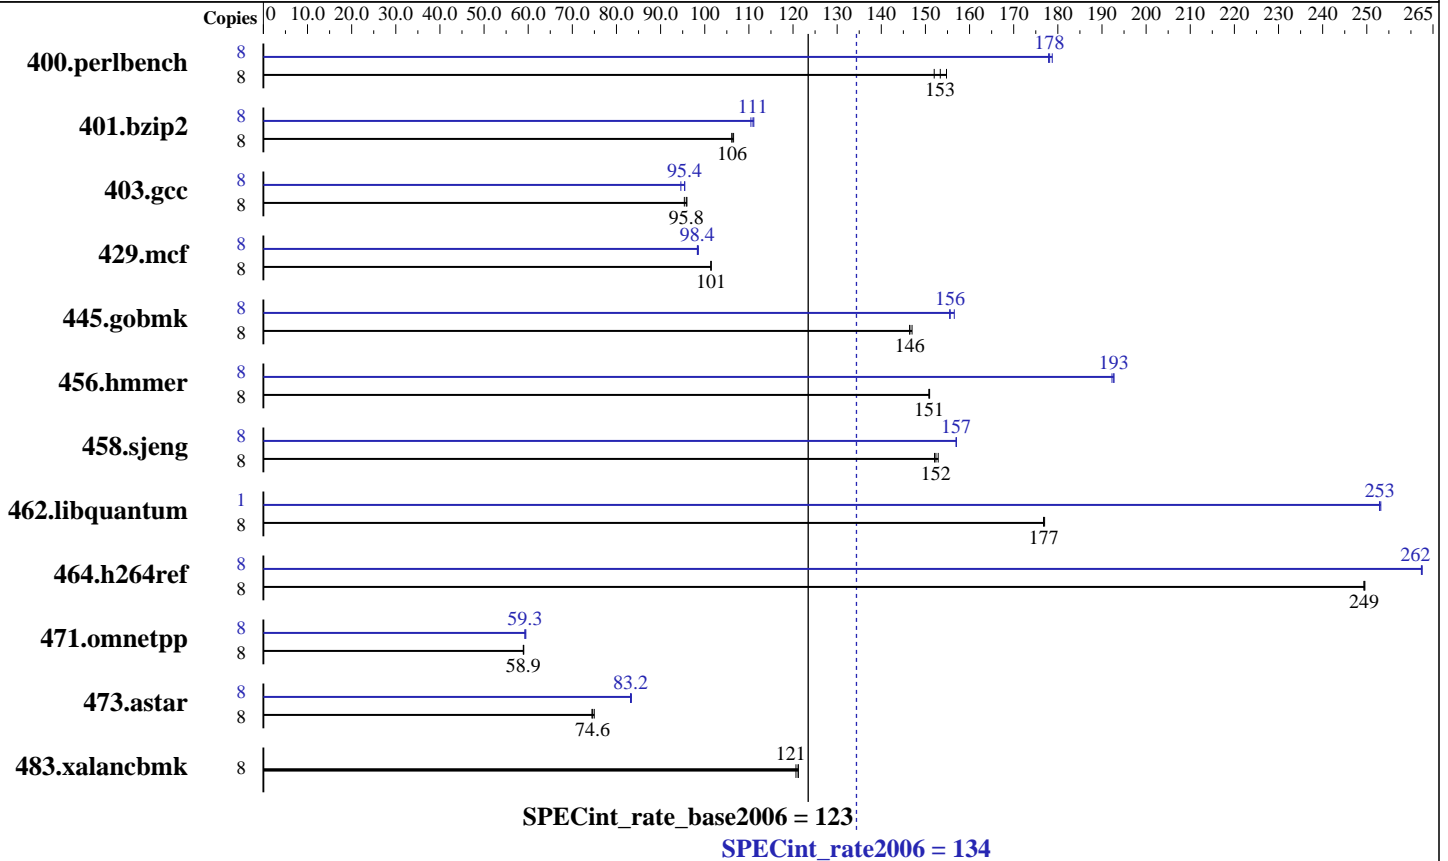 Copies 0 10.0 20.0 30.0 40.0 50.0 60.0 70.0 80.0 90.0 100 110 120 130 140 150 160 170 180 190 200 210 220 230 240 250 265
400.perlbench 8 178
8 153
401.bzip2 8 111
8 106
403.gcc 8 95.4
8 95.8
429.mcf 8 98.4
8 101
445.gobmk 8 156
8 146
456.hmmer 8 193
8 151
458.sjeng 8 157
8 152
462.libquantum 1 253
8 177
464.h264ref 8 262
8 249
471.omnetpp 8 59.3
8 58.9
473.astar 8 83.2
8 74.6
483.xalancbmk 8 121
SPECint_rate_base2006 = 123
SPECint_rate2006 = 134